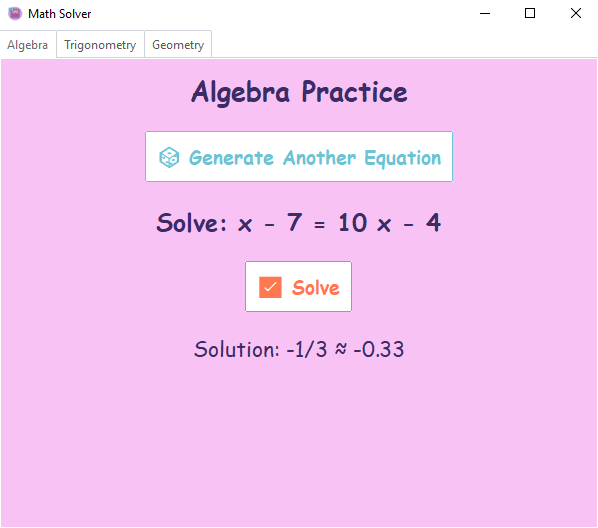 Math Solver
Algebra Trigonometry Geometry
Algebra Practice
Generate Another Equation
Solve: x - 7 = 10 x - 4
Solve
Solution: -1/3 ≈ -0.33